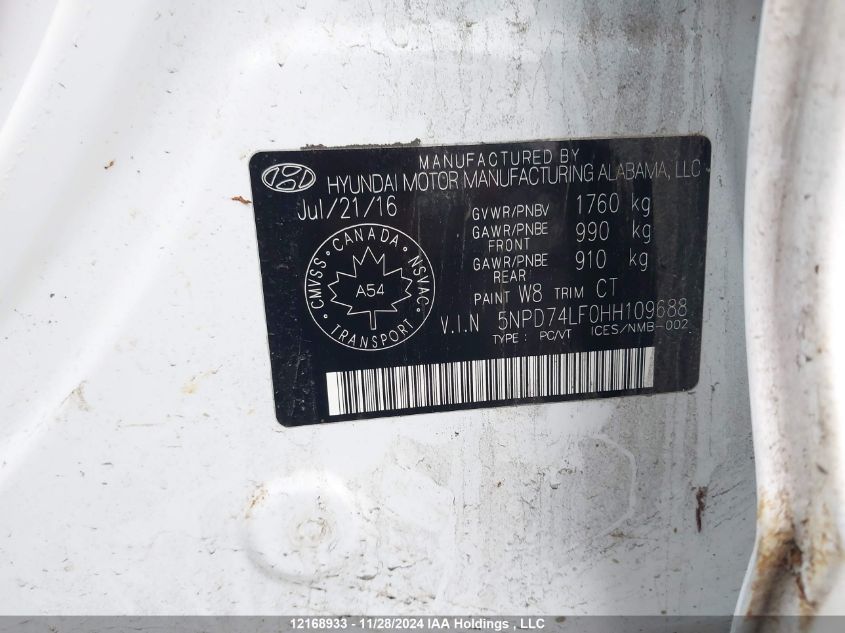 MANUFACTURED BY
HYUNDAI MOTOR MANUFACTURING ALABAMA, LLC
Jul/21/16
GVWR/PNBV 1760 kg
GAWR/PNBE FRONT 990 kg
GAWR/PNBE REAR 910 kg
CANADA
CMVSS
NSVAC
A54
TRANSPORT
PAINT W8 TRIM CT
V.I.N 5NPD74LF0HH109688
TYPE : PC/VT ICES/NMB-002
12168933 - 11/28/2024 IAA Holdings , LLC